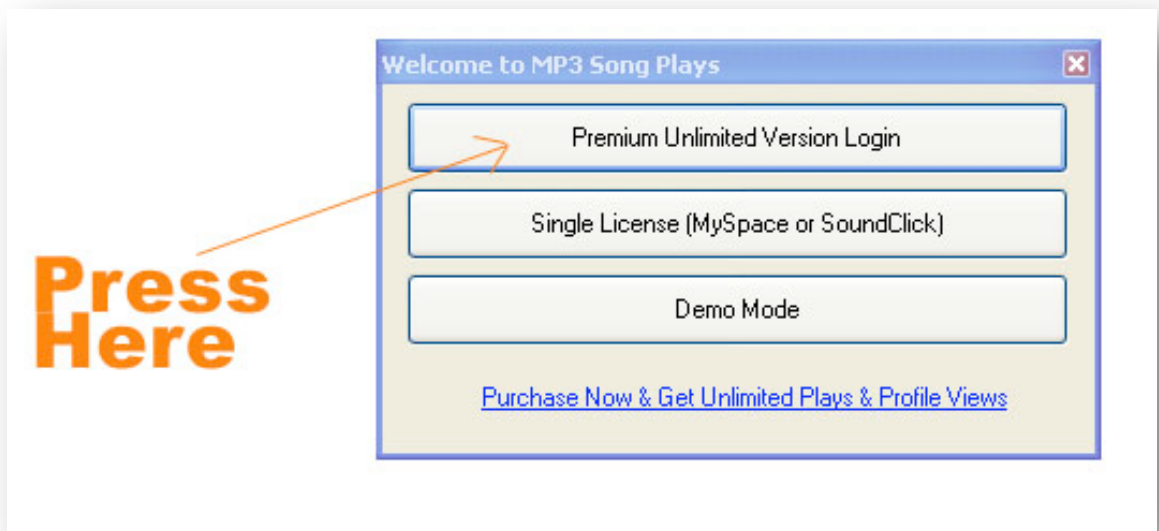 Welcome to MP3 Song Plays
Premium Unlimited Version Login
Single License (MySpace or SoundClick)
Demo Mode
Purchase Now & Get Unlimited Plays & Profile Views
Press
Here